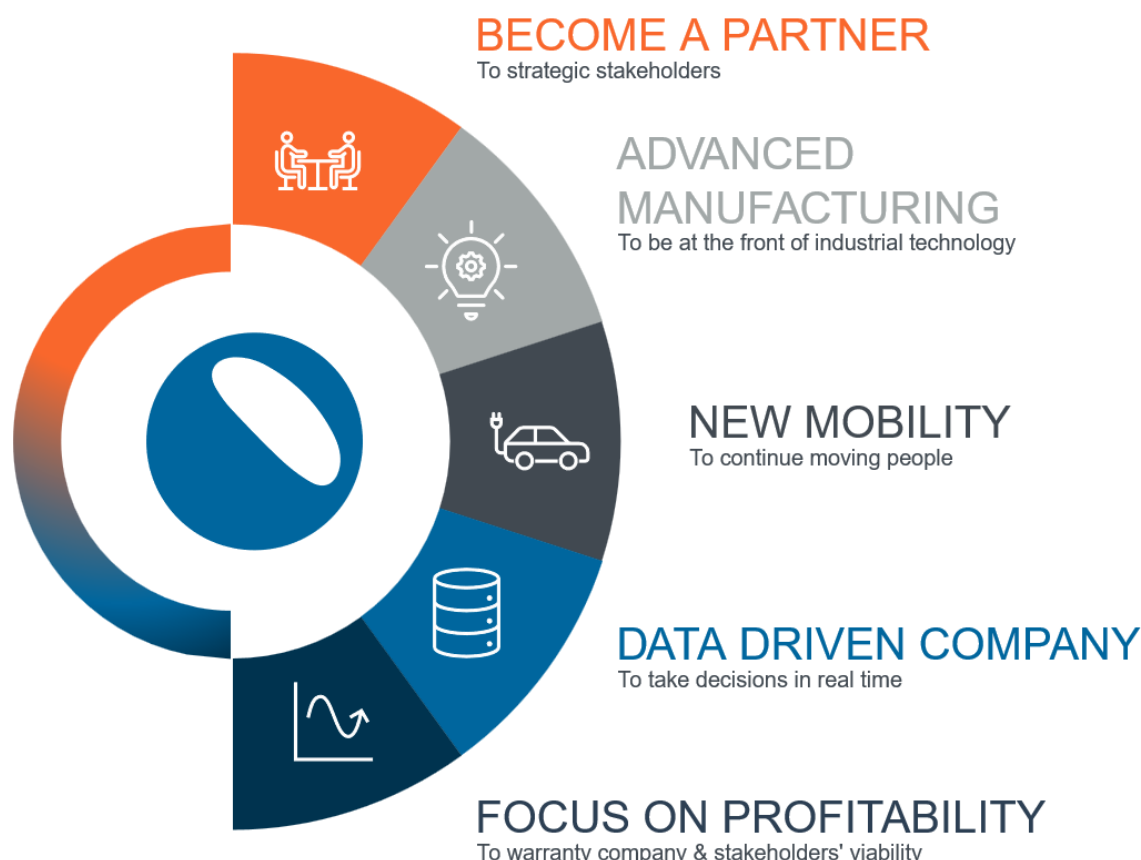 BECOME A PARTNER
To strategic stakeholders
ADVANCED
MANUFACTURING
To be at the front of industrial technology
NEW MOBILITY
To continue moving people
DATA DRIVEN COMPANY
To take decisions in real time
FOCUS ON PROFITABILITY
To warranty company & stakeholders' viability